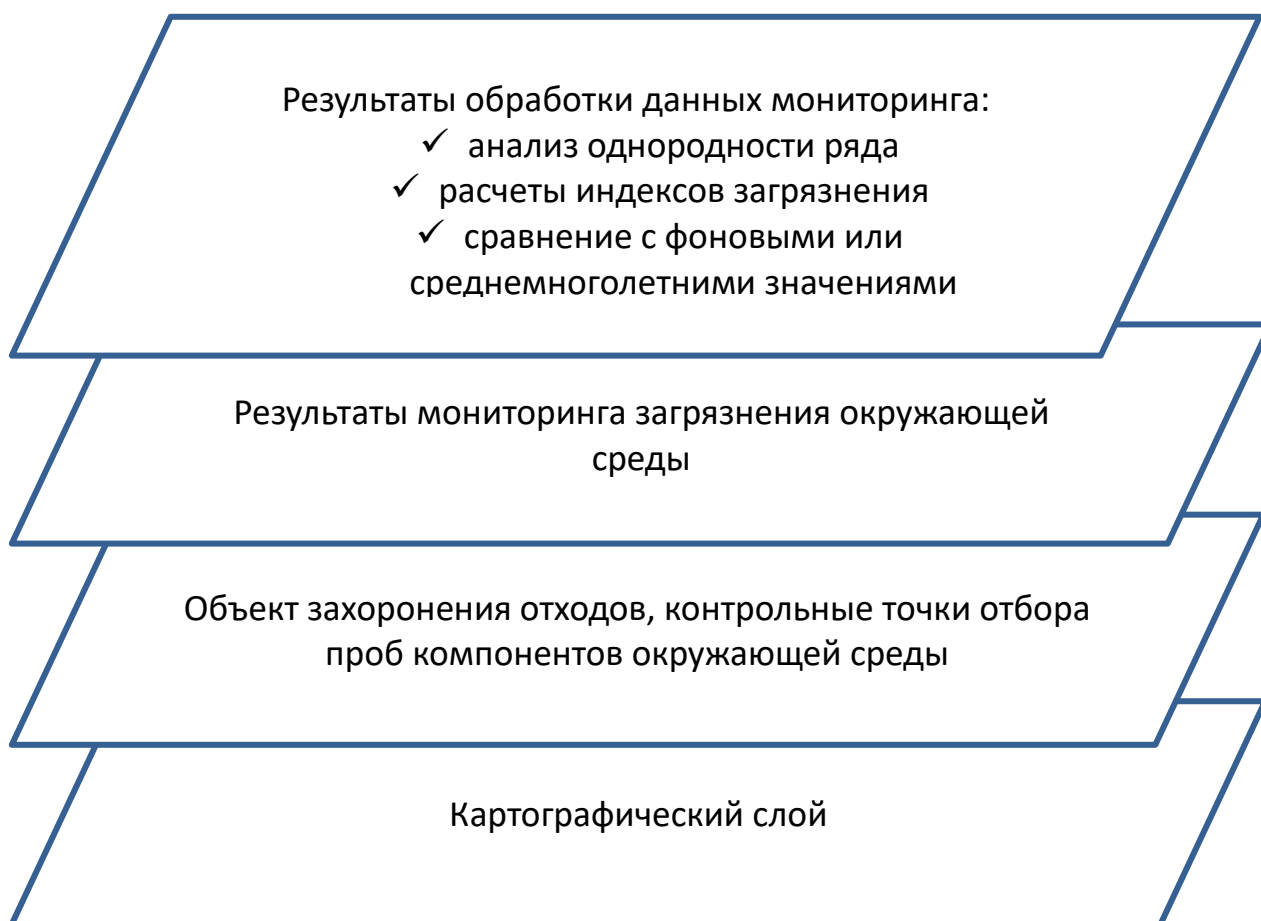 Результаты обработки данных мониторинга:
✓ анализ однородности ряда
✓ расчеты индексов загрязнения
✓ сравнение с фоновыми или
среднемноголетними значениями
Результаты мониторинга загрязнения окружающей
среды
Объект захоронения отходов, контрольные точки отбора
проб компонентов окружающей среды
Картографический слой